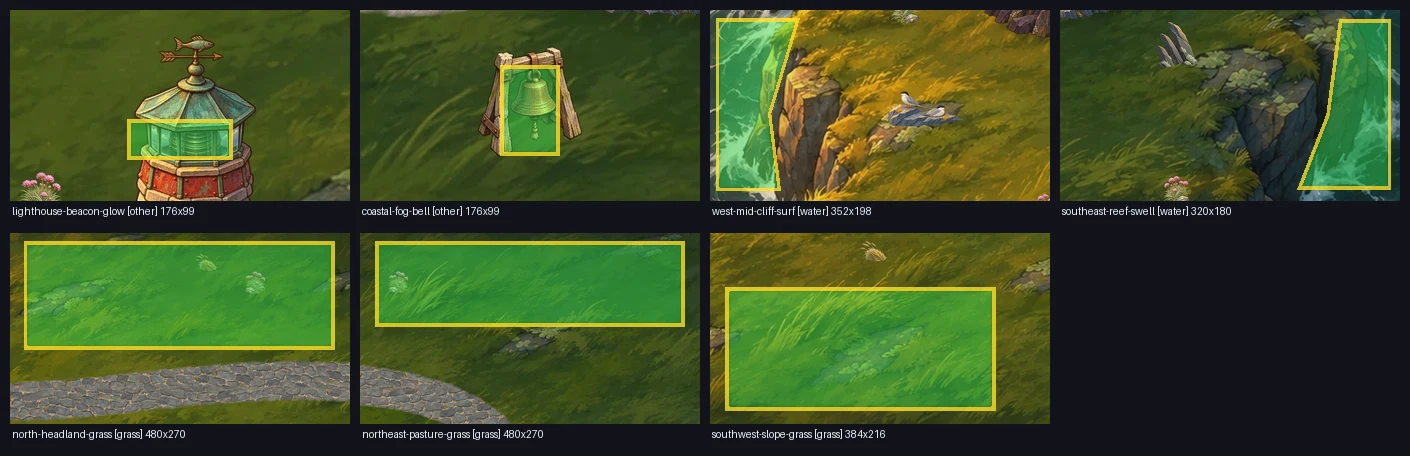 lighthouse-beacon-glow [other] 176x99
coastal-fog-bell [other] 176x99
west-mid-cliff-surf [water] 352x198
southeast-reef-swell [water] 320x180
north-headland-grass [grass] 480x270
northeast-pasture-grass [grass] 480x270
southwest-slope-grass [grass] 384x216